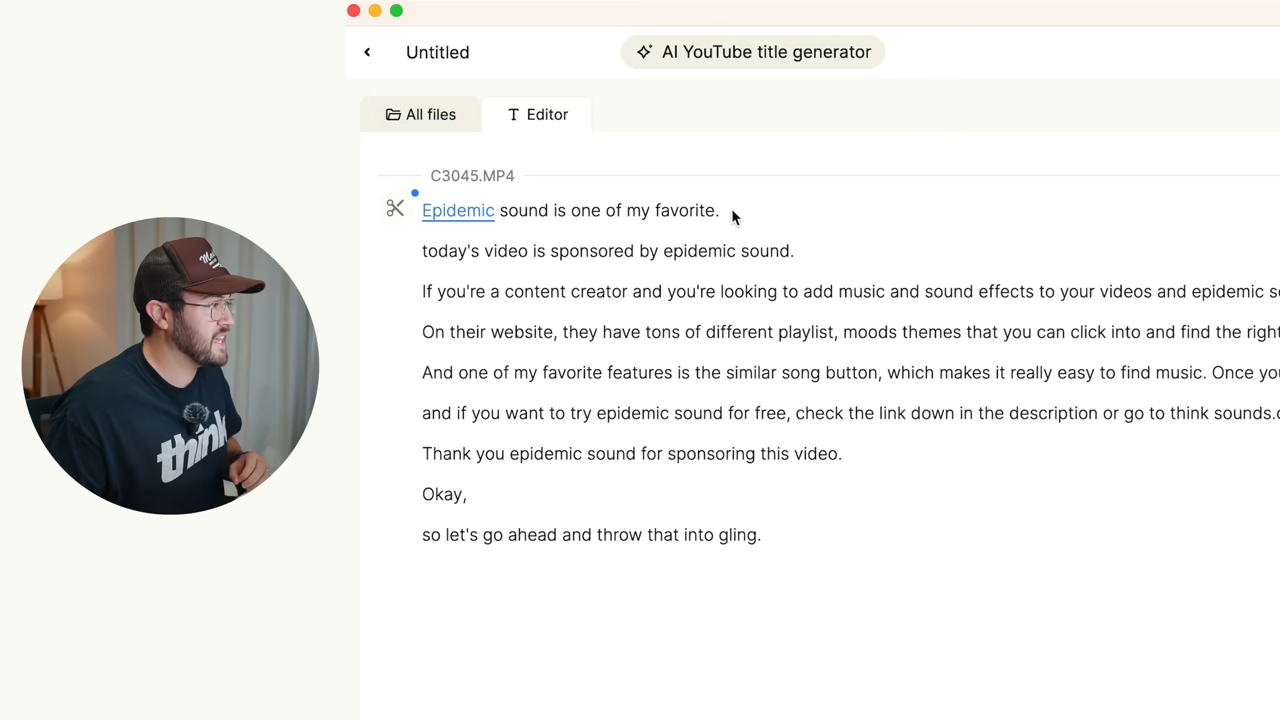 Untitled
AI YouTube title generator
All files
Editor
C3045.MP4
Epidemic sound is one of my favorite.
today's video is sponsored by epidemic sound.
If you're a content creator and you're looking to add music and sound effects to your videos and epidemic
On their website, they have tons of different playlist, moods themes that you can click into and find the right
And one of my favorite features is the similar song button, which makes it really easy to find music. Once
and if you want to try epidemic sound for free, check the link down in the description or go to think
Thank you epidemic sound for sponsoring this video.
Okay,
so let's go ahead and throw that into gling.
think